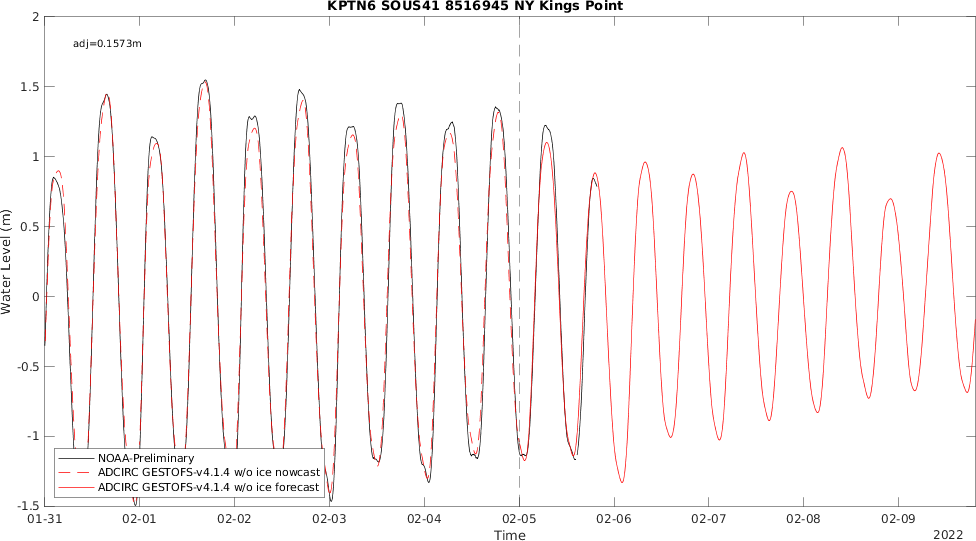 KPTN6 SOUS41 8516945 NY Kings Point
adj=0.1573m
2
1.5
1
0.5
0
-0.5
-1
-1.5
Water Level (m)
NOAA-Preliminary
ADCIRC GESTOFS-v4.1.4 w/o ice nowcast
ADCIRC GESTOFS-v4.1.4 w/o ice forecast
01-31 02-01 02-02 02-03 02-04 02-05 02-06 02-07 02-08 02-09
Time
2022